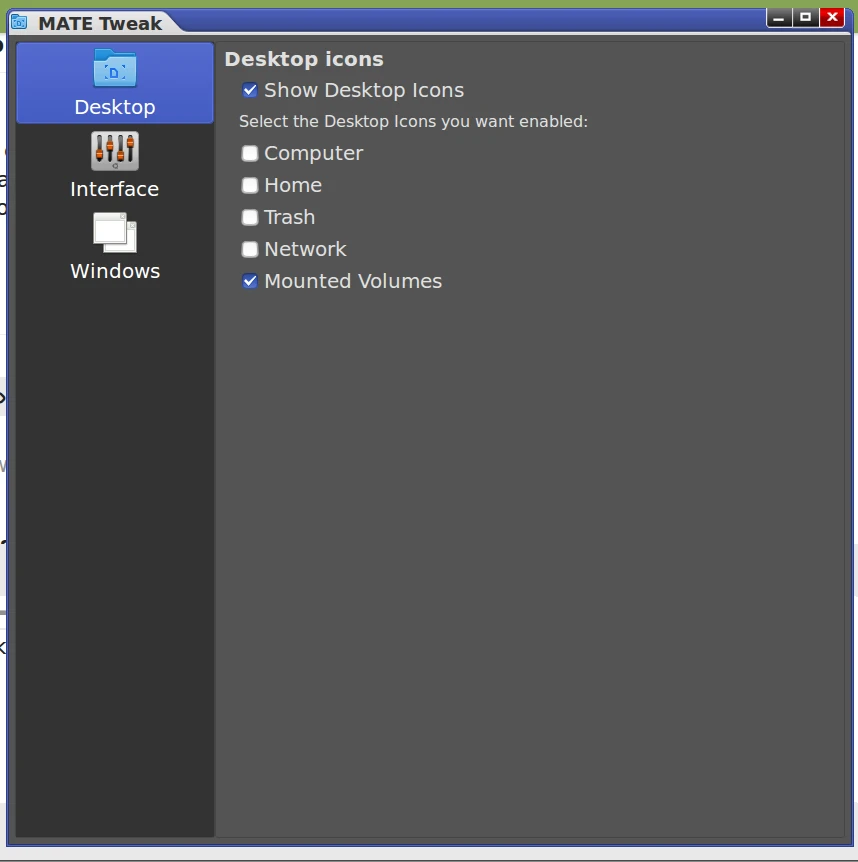 MATE Tweak
Desktop
Interface
Windows
Desktop icons
Show Desktop Icons
Select the Desktop Icons you want enabled:
Computer
Home
Trash
Network
Mounted Volumes